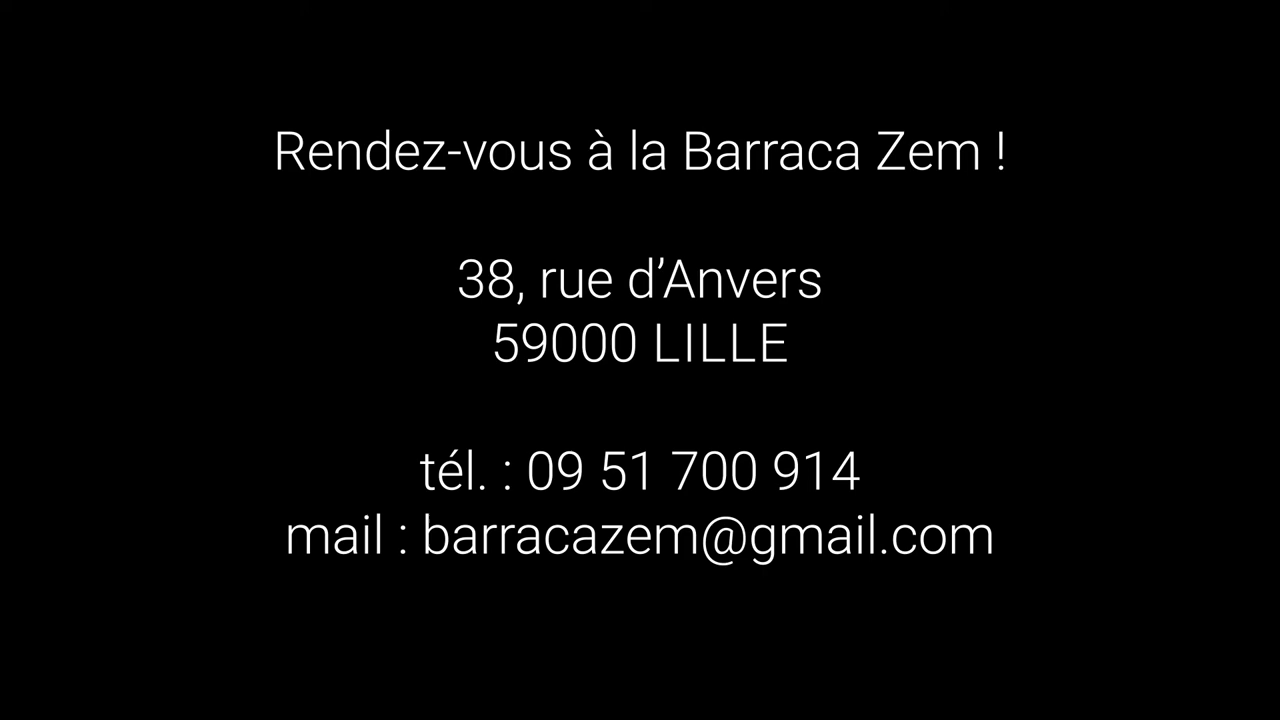 Rendez-vous à la Barraca Zem !
38, rue d’Anvers
59000 LILLE
tél. : 09 51 700 914
mail : barracazem@gmail.com